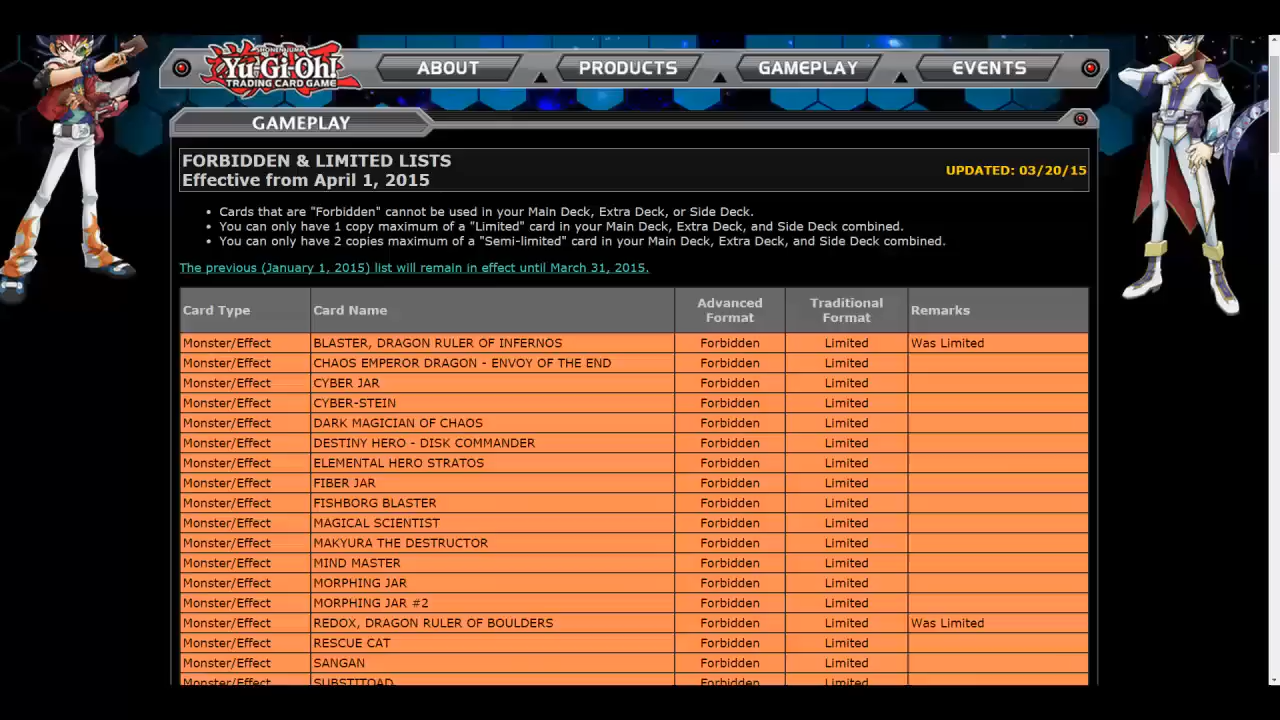 SHONEN JUMP
Yu-Gi-Oh!
TRADING CARD GAME
ABOUT
PRODUCTS
GAMEPLAY
EVENTS
GAMEPLAY
FORBIDDEN & LIMITED LISTS
Effective from April 1, 2015
UPDATED: 03/20/15
Cards that are "Forbidden" cannot be used in your Main Deck, Extra Deck, or Side Deck.
You can only have 1 copy maximum of a "Limited" card in your Main Deck, Extra Deck, and Side Deck combined.
You can only have 2 copies maximum of a "Semi-limited" card in your Main Deck, Extra Deck, and Side Deck combined.
The previous (January 1, 2015) list will remain in effect until March 31, 2015.
Card Type Card Name Advanced Format Traditional Format Remarks
Monster/Effect BLASTER, DRAGON RULER OF INFERNOS Forbidden Limited Was Limited
Monster/Effect CHAOS EMPEROR DRAGON - ENVOY OF THE END Forbidden Limited
Monster/Effect CYBER JAR Forbidden Limited
Monster/Effect CYBER-STEIN Forbidden Limited
Monster/Effect DARK MAGICIAN OF CHAOS Forbidden Limited
Monster/Effect DESTINY HERO - DISK COMMANDER Forbidden Limited
Monster/Effect ELEMENTAL HERO STRATOS Forbidden Limited
Monster/Effect FIBER JAR Forbidden Limited
Monster/Effect FISHBORG BLASTER Forbidden Limited
Monster/Effect MAGICAL SCIENTIST Forbidden Limited
Monster/Effect MAKYURA THE DESTRUCTOR Forbidden Limited
Monster/Effect MIND MASTER Forbidden Limited
Monster/Effect MORPHING JAR Forbidden Limited
Monster/Effect MORPHING JAR #2 Forbidden Limited
Monster/Effect REDOX, DRAGON RULER OF BOULDERS Forbidden Limited Was Limited
Monster/Effect RESCUE CAT Forbidden Limited
Monster/Effect SANGAN Forbidden Limited
Monster/Effect SUBSTITOAD Forbidden Limited